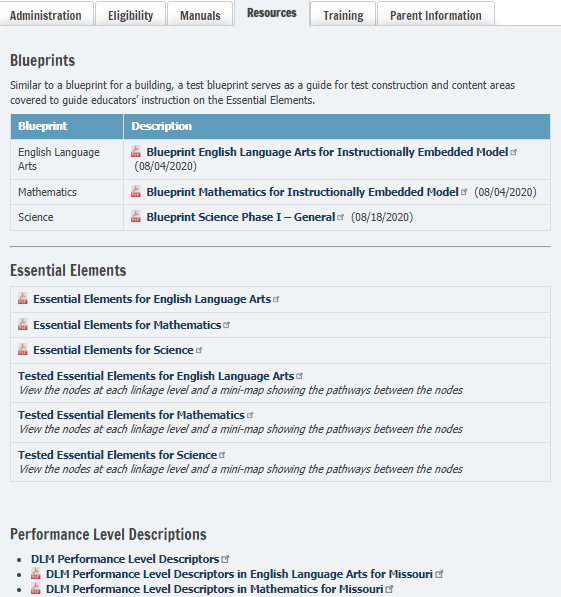 Administration Eligibility Manuals Resources Training Parent Information
Blueprints
Similar to a blueprint for a building, a test blueprint serves as a guide for test construction and content areas
covered to guide educators' instruction on the Essential Elements.
Blueprint Description
English Language Arts Blueprint English Language Arts for Instructionally Embedded Model
(08/04/2020)
Mathematics Blueprint Mathematics for Instructionally Embedded Model (08/04/2020)
Science Blueprint Science Phase I – General (08/18/2020)
Essential Elements
Essential Elements for English Language Arts
Essential Elements for Mathematics
Essential Elements for Science
Tested Essential Elements for English Language Arts
View the nodes at each linkage level and a mini-map showing the pathways between the nodes
Tested Essential Elements for Mathematics
View the nodes at each linkage level and a mini-map showing the pathways between the nodes
Tested Essential Elements for Science
View the nodes at each linkage level and a mini-map showing the pathways between the nodes
Performance Level Descriptions
• DLM Performance Level Descriptors
• DLM Performance Level Descriptors in English Language Arts for Missouri
• DLM Performance Level Descriptors in Mathematics for Missouri